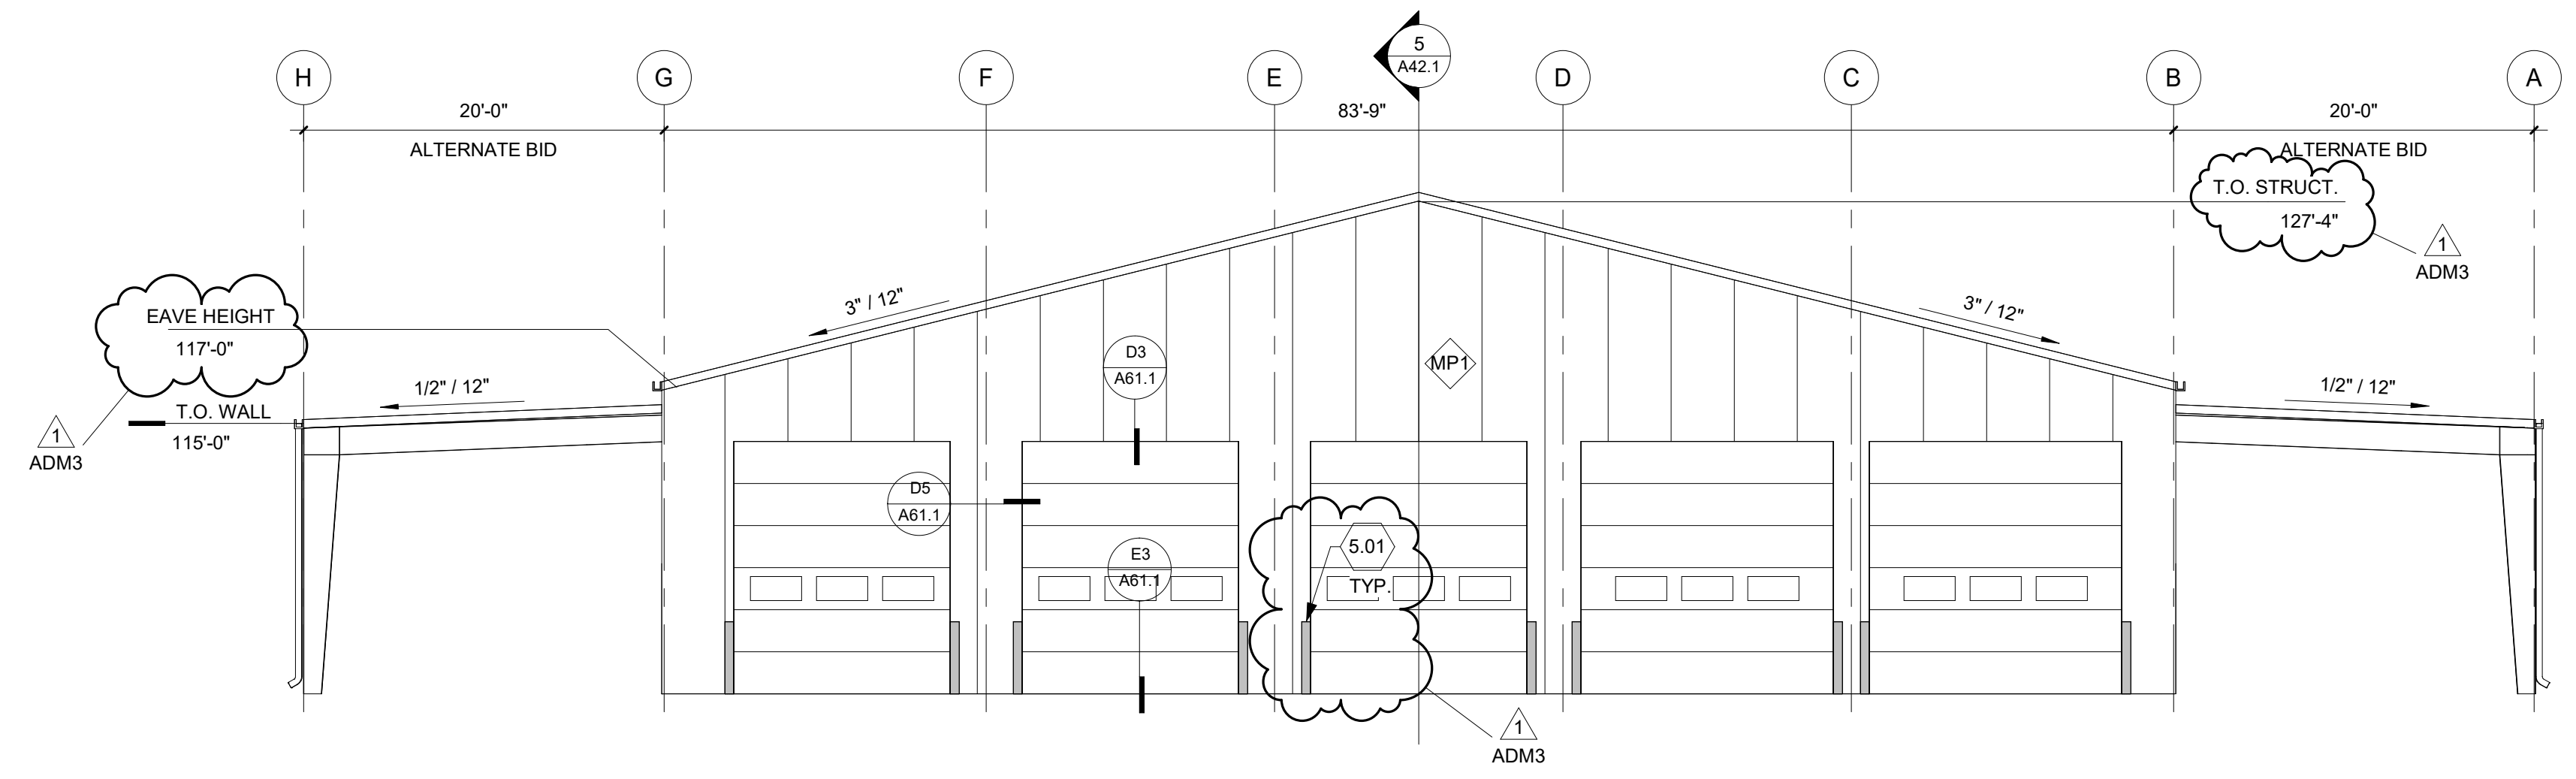 5
A42.1
H
G
F
E
D
C
B
A
20'-0"
83'-9"
20'-0"
ALTERNATE BID
ALTERNATE BID
T.O. STRUCT.
127'-4"
1
ADM3
EAVE HEIGHT
117'-0"
3" / 12"
3" / 12"
D3
A61.1
MP1
1/2" / 12"
1/2" / 12"
T.O. WALL
115'-0"
1
ADM3
D5
A61.1
E3
A61.1
5.01
TYP.
1
ADM3